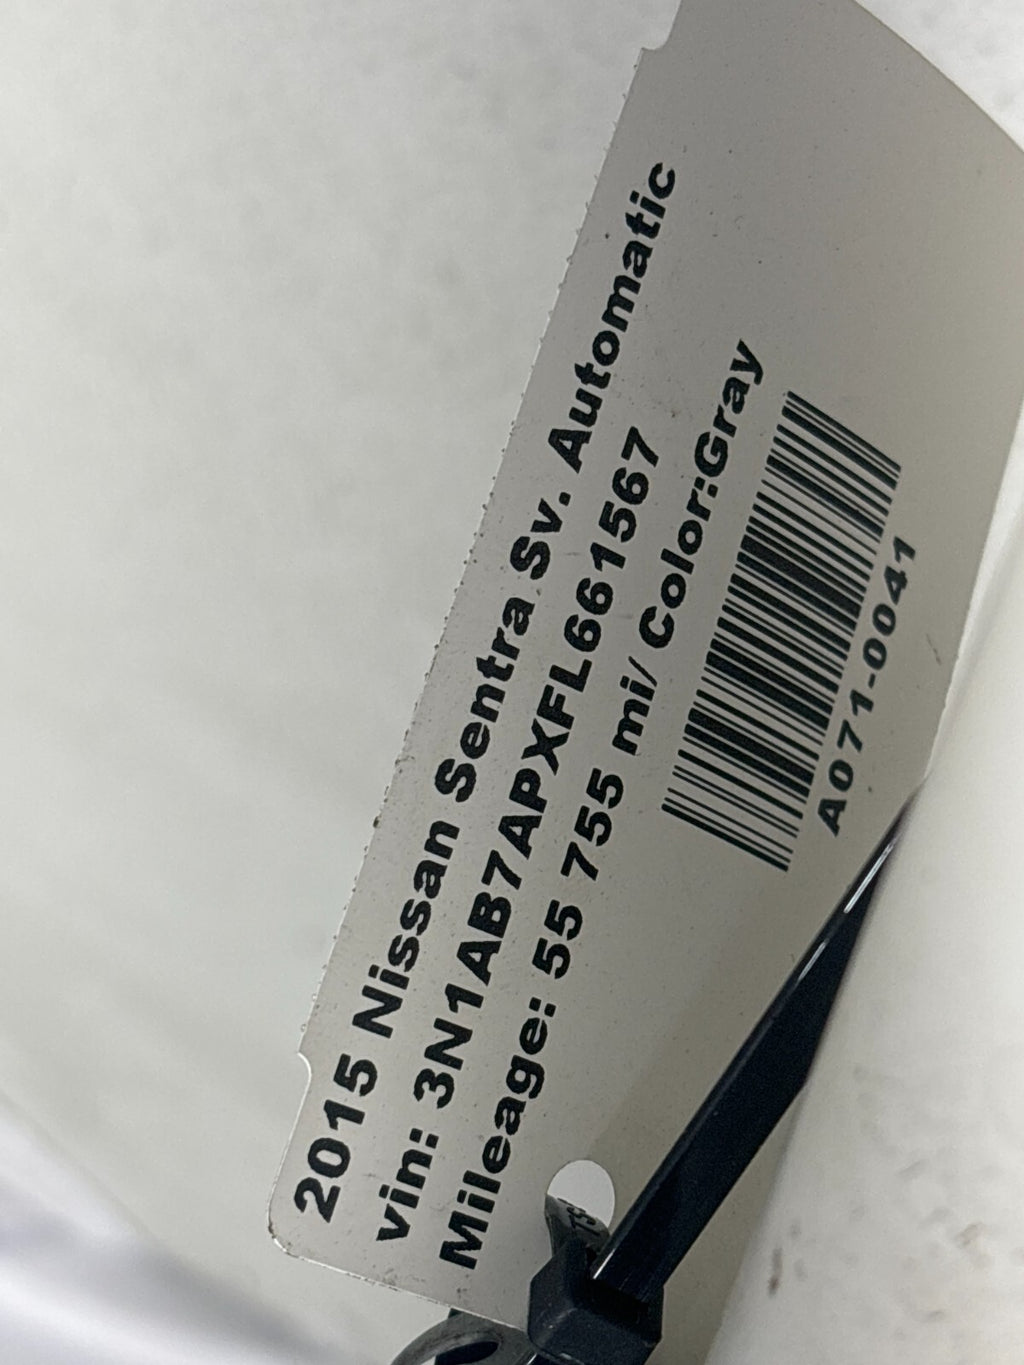 2015 Nissan Sentra Sv. Automatic
vin: 3N1AB7APXFL661567
Mileage: 55 755 mi/ Color:Gray
A071-0041